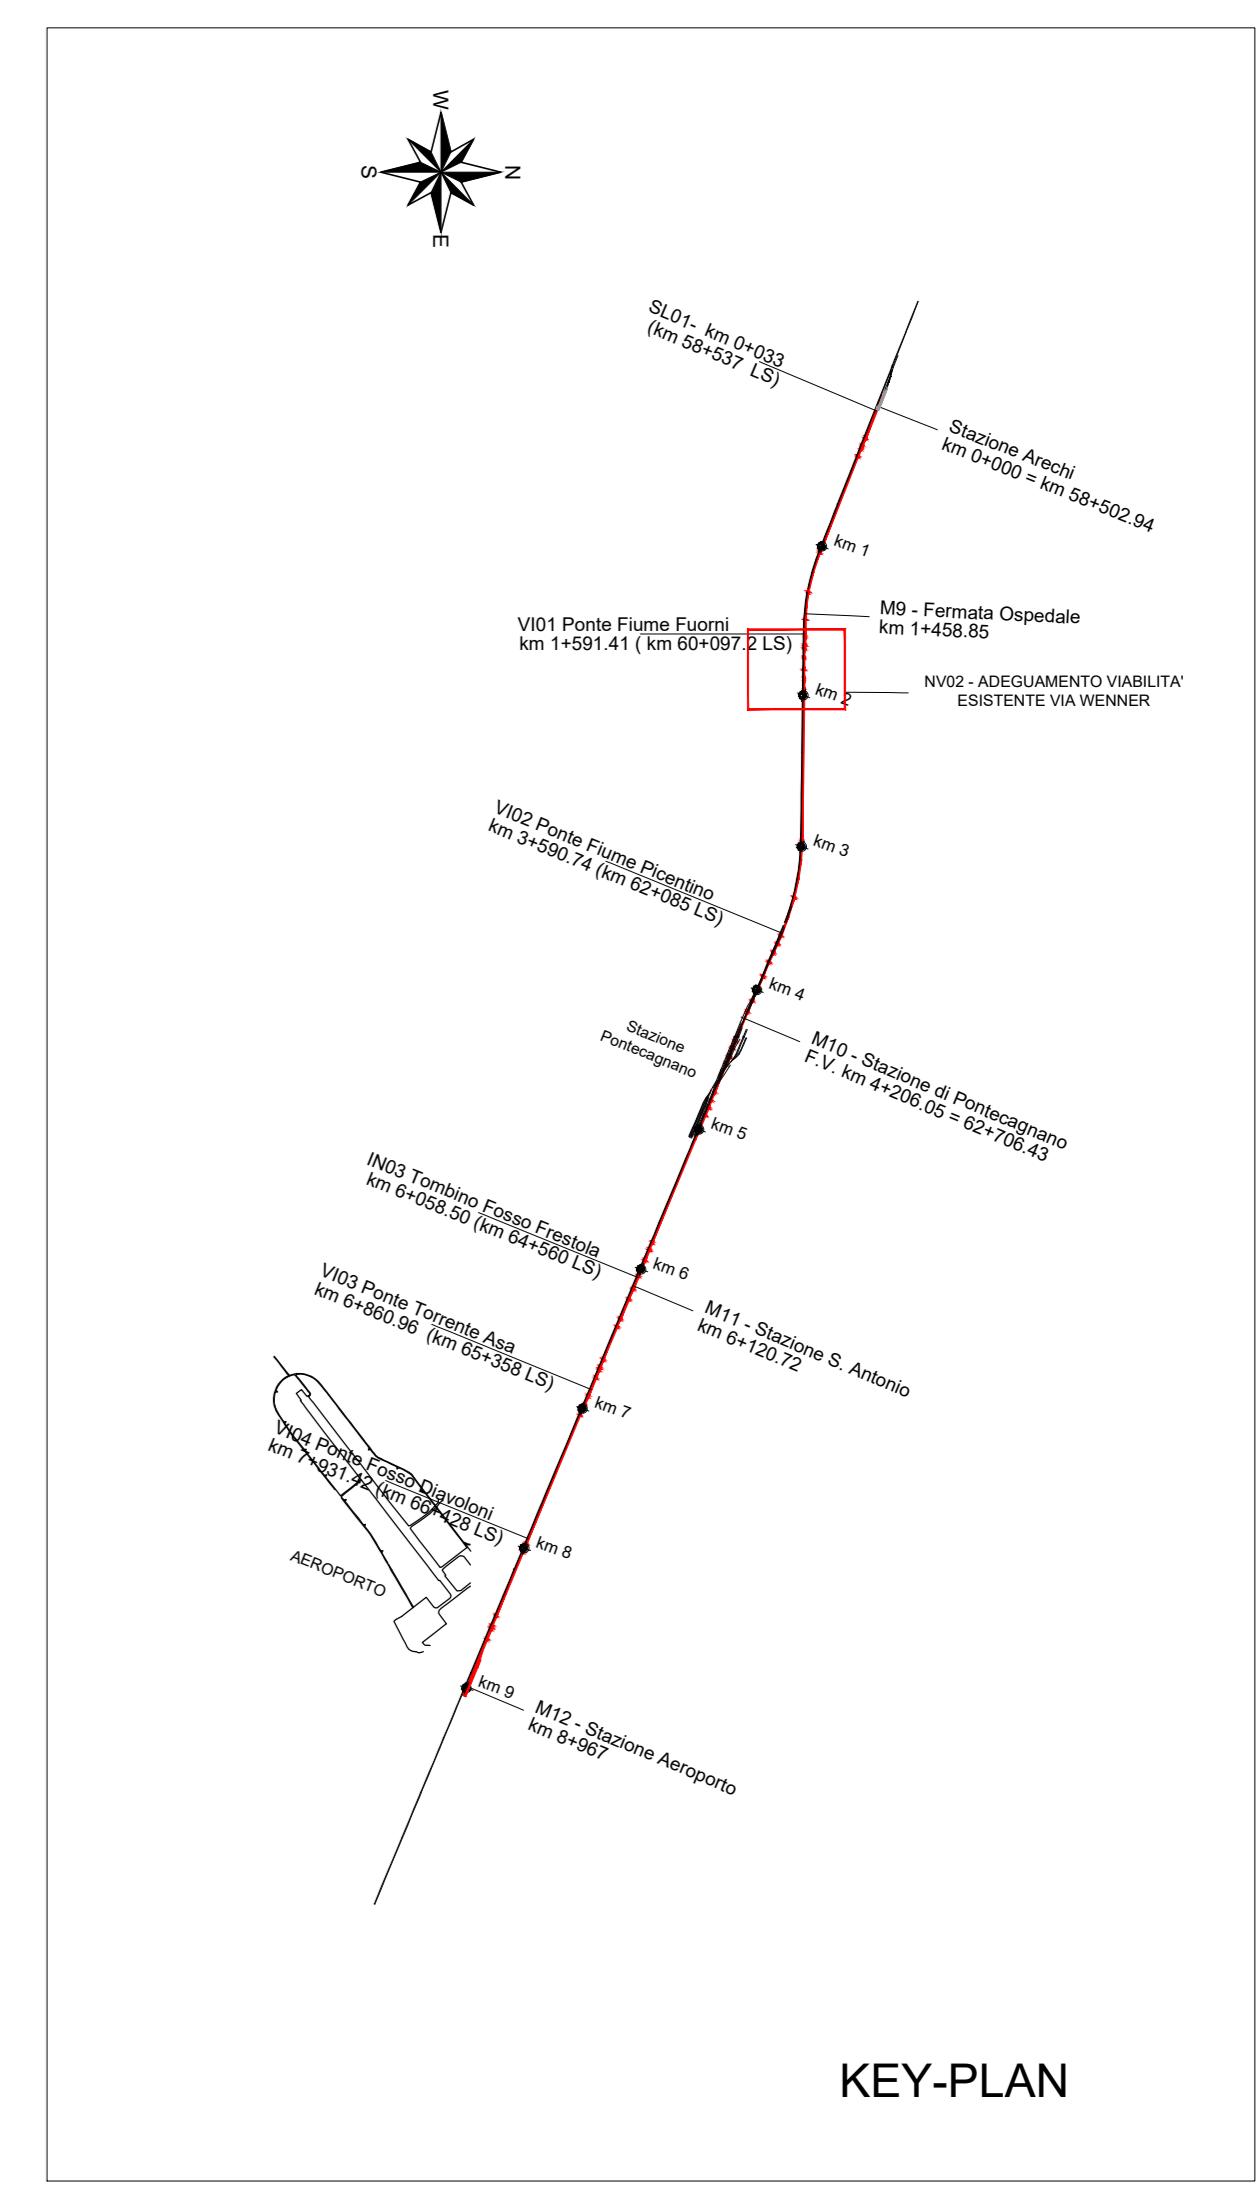 W
S
N
E
SL01- km 0+033
(km 58+537 LS)
Stazione Arechi
km 0+000 = km 58+502.94
km 1
M9 - Fermata Ospedale
km 1+458.85
VI01 Ponte Fiume Fuorni
km 1+591.41 ( km 60+097.2 LS)
km 2
NV02 - ADEGUAMENTO VIABILITA'
ESISTENTE VIA WENNER
VI02 Ponte Fiume Picentino
km 3+590.74 (km 62+085 LS)
km 3
km 4
Stazione
Pontecagnano
M10 - Stazione di Pontecagnano
F.V. km 4+206.05 = 62+706.43
km 5
IN03 Tombino Fosso Frestola
km 6+058.50 (km 64+560 LS)
km 6
VI03 Ponte Torrente Asa
km 6+860.96 (km 65+358 LS)
M11 - Stazione S. Antonio
km 6+120.72
km 7
VI04 Ponte Fosso Diavoloni
km 7+931.42 (km 66+428 LS)
km 8
AEROPORTO
km 9
M12 - Stazione Aeroporto
km 8+967
KEY-PLAN